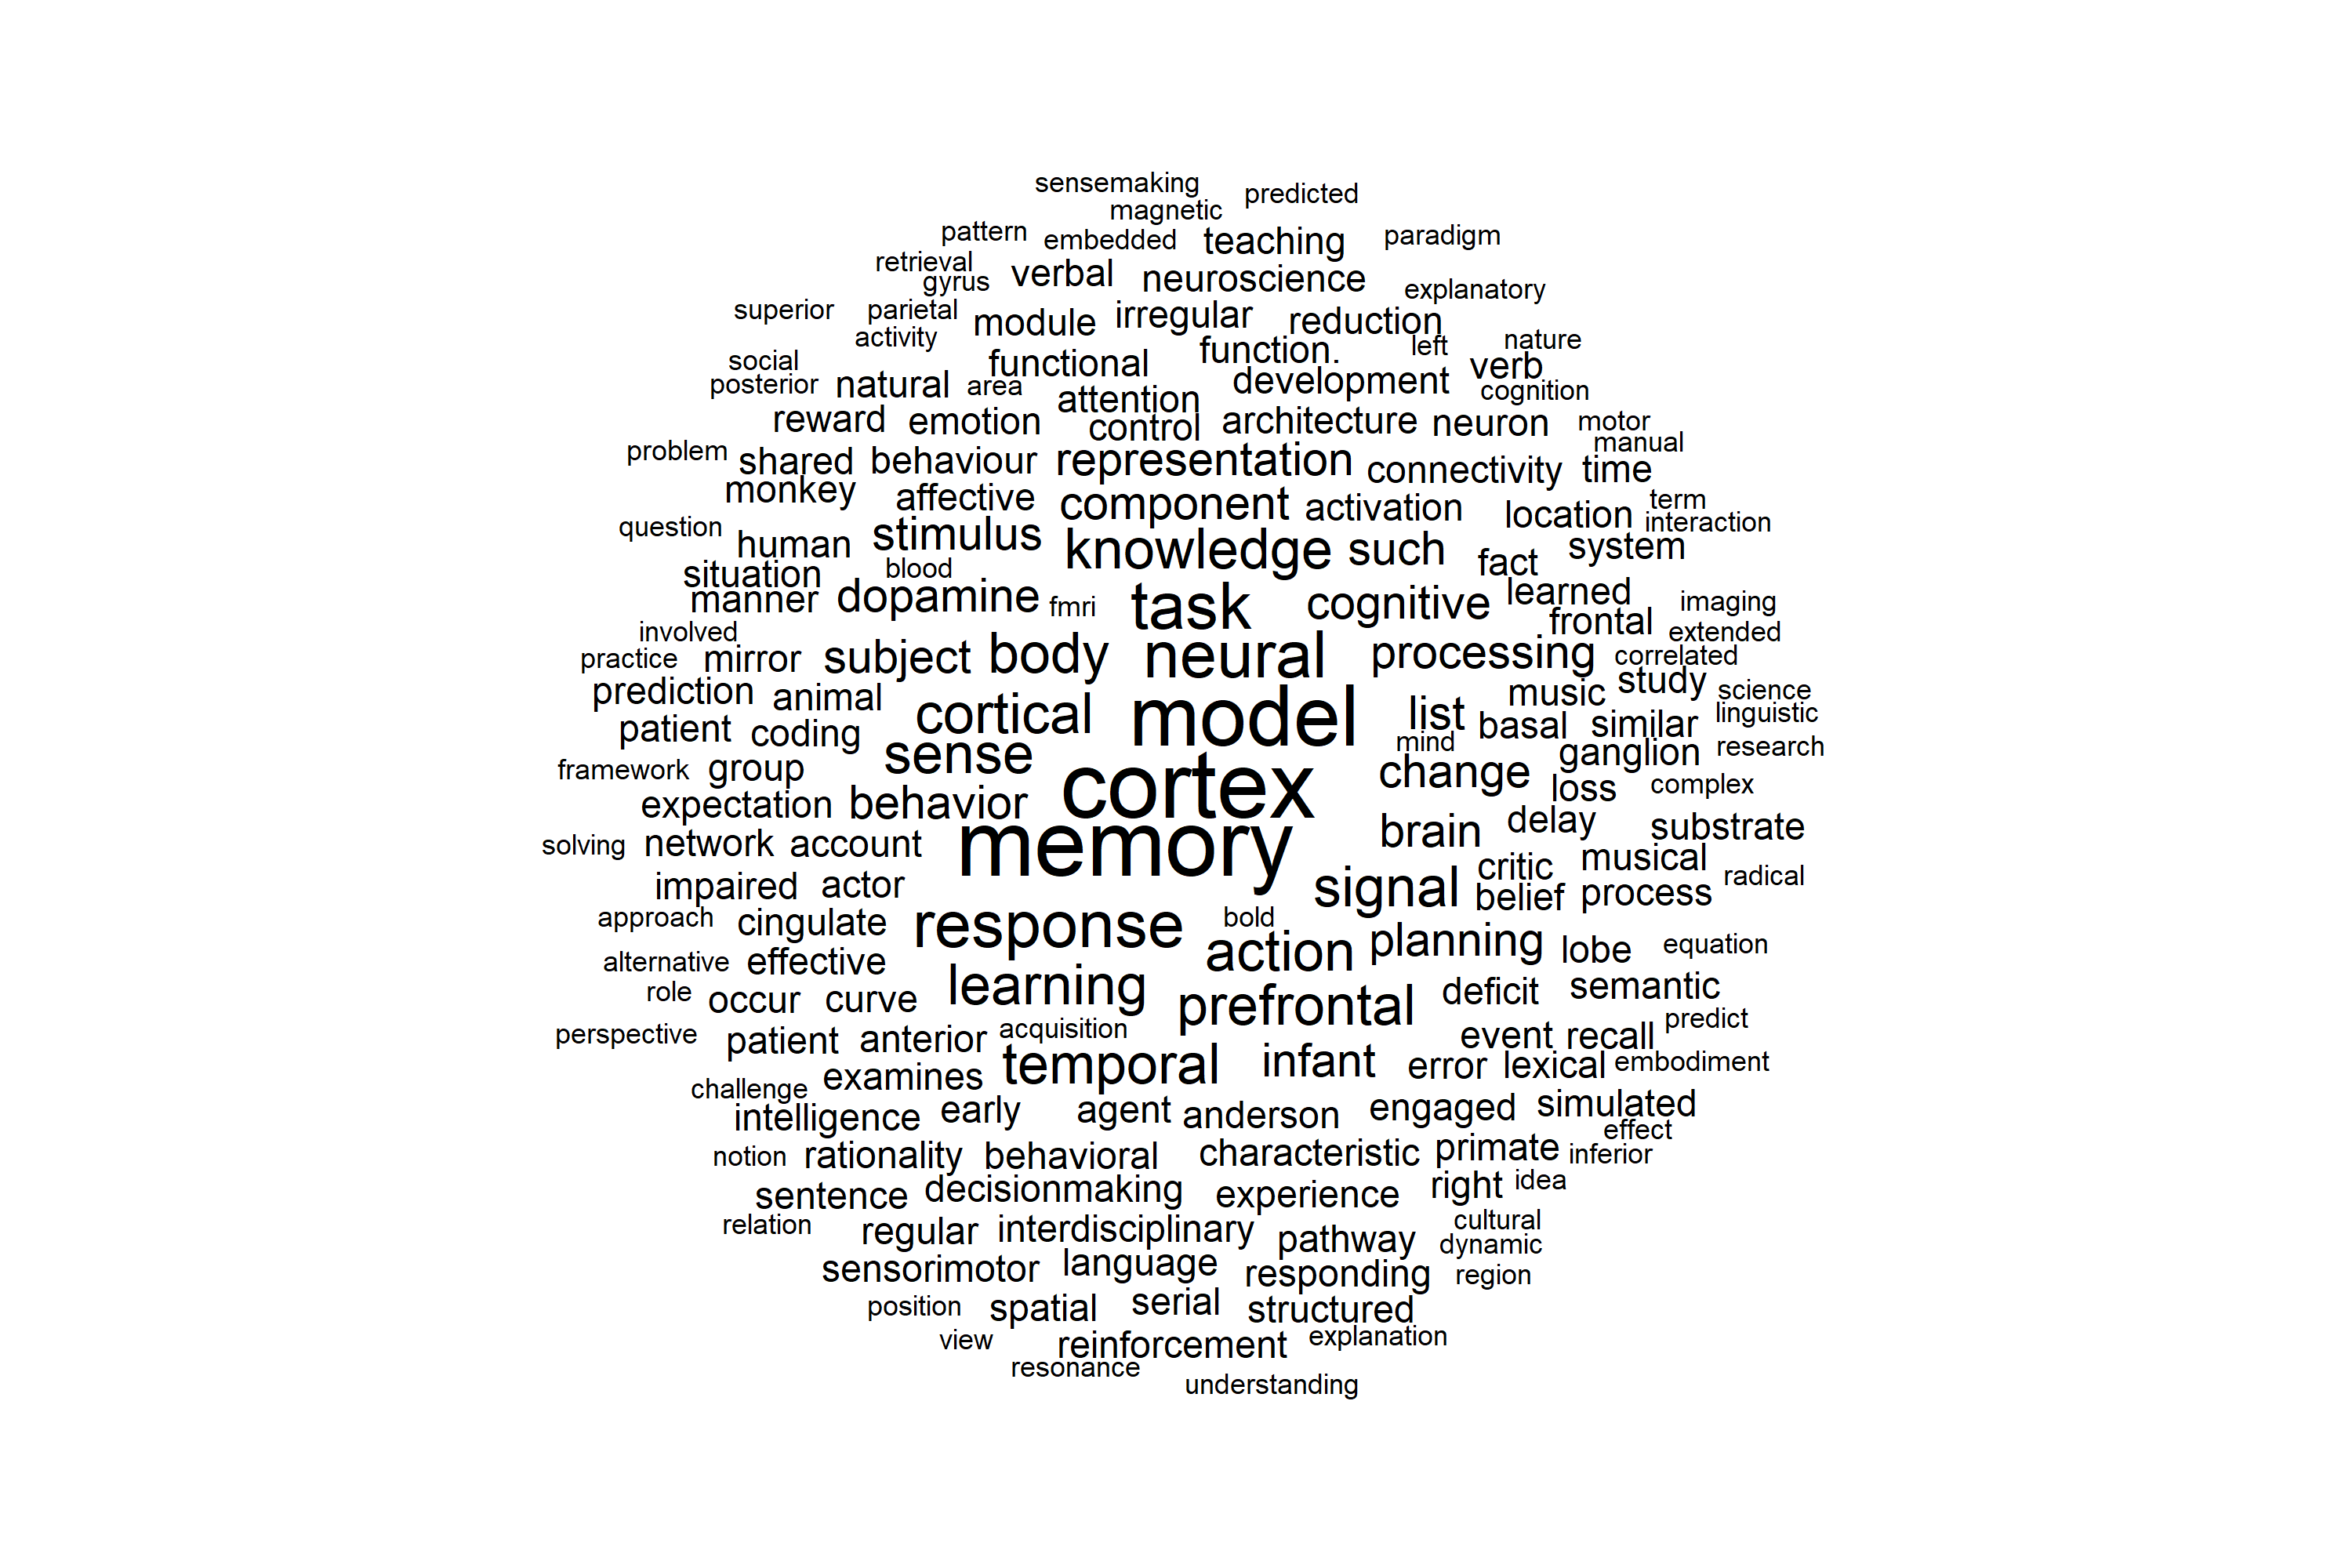 sensemaking
predicted
magnetic
pattern embedded teaching paradigm
retrieval verbal neuroscience
gyrus explanatory
superior parietal module irregular reduction
activity function. left nature
social functional verb
posterior natural area attention development cognition
reward emotion control architecture neuron motor
manual
problem shared behaviour representation connectivity time
monkey affective component activation location term
question stimulus interaction
human knowledge such fact system
situation blood
manner dopamine fmri task cognitive learned imaging
involved frontal extended
practice mirror subject body neural processing correlated
prediction animal music study science
patient coding cortical model list basal similar linguistic
framework group sense mind ganglion research
change loss complex
expectation behavior cortex
solving network account memory brain delay substrate
impaired actor signal critic musical radical
belief process
approach cingulate response bold
alternative effective action planning lobe equation
role occur curve learning prefrontal deficit semantic
perspective patient anterior acquisition event recall predict
challenge examines temporal infant error lexical embodiment
intelligence early agent anderson engaged simulated
effect
notion rationality behavioral characteristic primate inferior
sentence decisionmaking experience right idea
relation regular interdisciplinary pathway cultural
dynamic
sensorimotor language responding region
position spatial serial structured
view reinforcement explanation
resonance
understanding